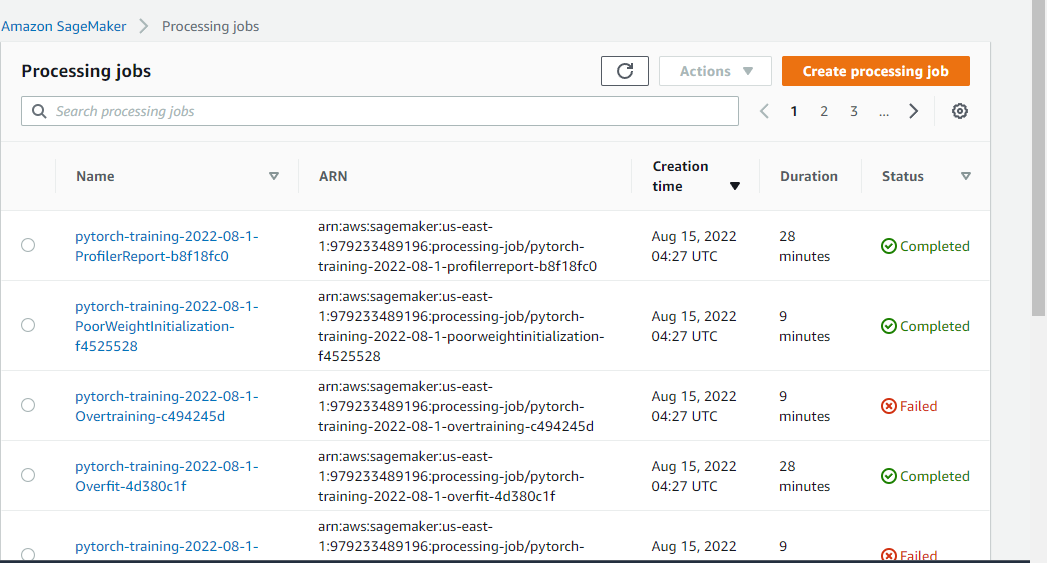 Amazon SageMaker > Processing jobs
Processing jobs
Actions
Create processing job
Search processing jobs
1 2 3 ...
Name ARN Creation time Duration Status
pytorch-training-2022-08-1-
ProfilerReport-b8f18fc0
arn:aws:sagemaker:us-east-
1:979233489196:processing-job/pytorch-
training-2022-08-1-profilerreport-b8f18fc0
Aug 15, 2022
04:27 UTC
28
minutes
Completed
pytorch-training-2022-08-1-
PoorWeightInitialization-
f4525528
arn:aws:sagemaker:us-east-
1:979233489196:processing-job/pytorch-
training-2022-08-1-poorweightinitialization-
f4525528
Aug 15, 2022
04:27 UTC
9
minutes
Completed
pytorch-training-2022-08-1-
Overtraining-c494245d
arn:aws:sagemaker:us-east-
1:979233489196:processing-job/pytorch-
training-2022-08-1-overtraining-c494245d
Aug 15, 2022
04:27 UTC
9
minutes
Failed
pytorch-training-2022-08-1-
Overfit-4d380c1f
arn:aws:sagemaker:us-east-
1:979233489196:processing-job/pytorch-
training-2022-08-1-overfit-4d380c1f
Aug 15, 2022
04:27 UTC
28
minutes
Completed
pytorch-training-2022-08-1-
arn:aws:sagemaker:us-east-
1:979233489196:processing-job/pytorch-
Aug 15, 2022
9
Failed